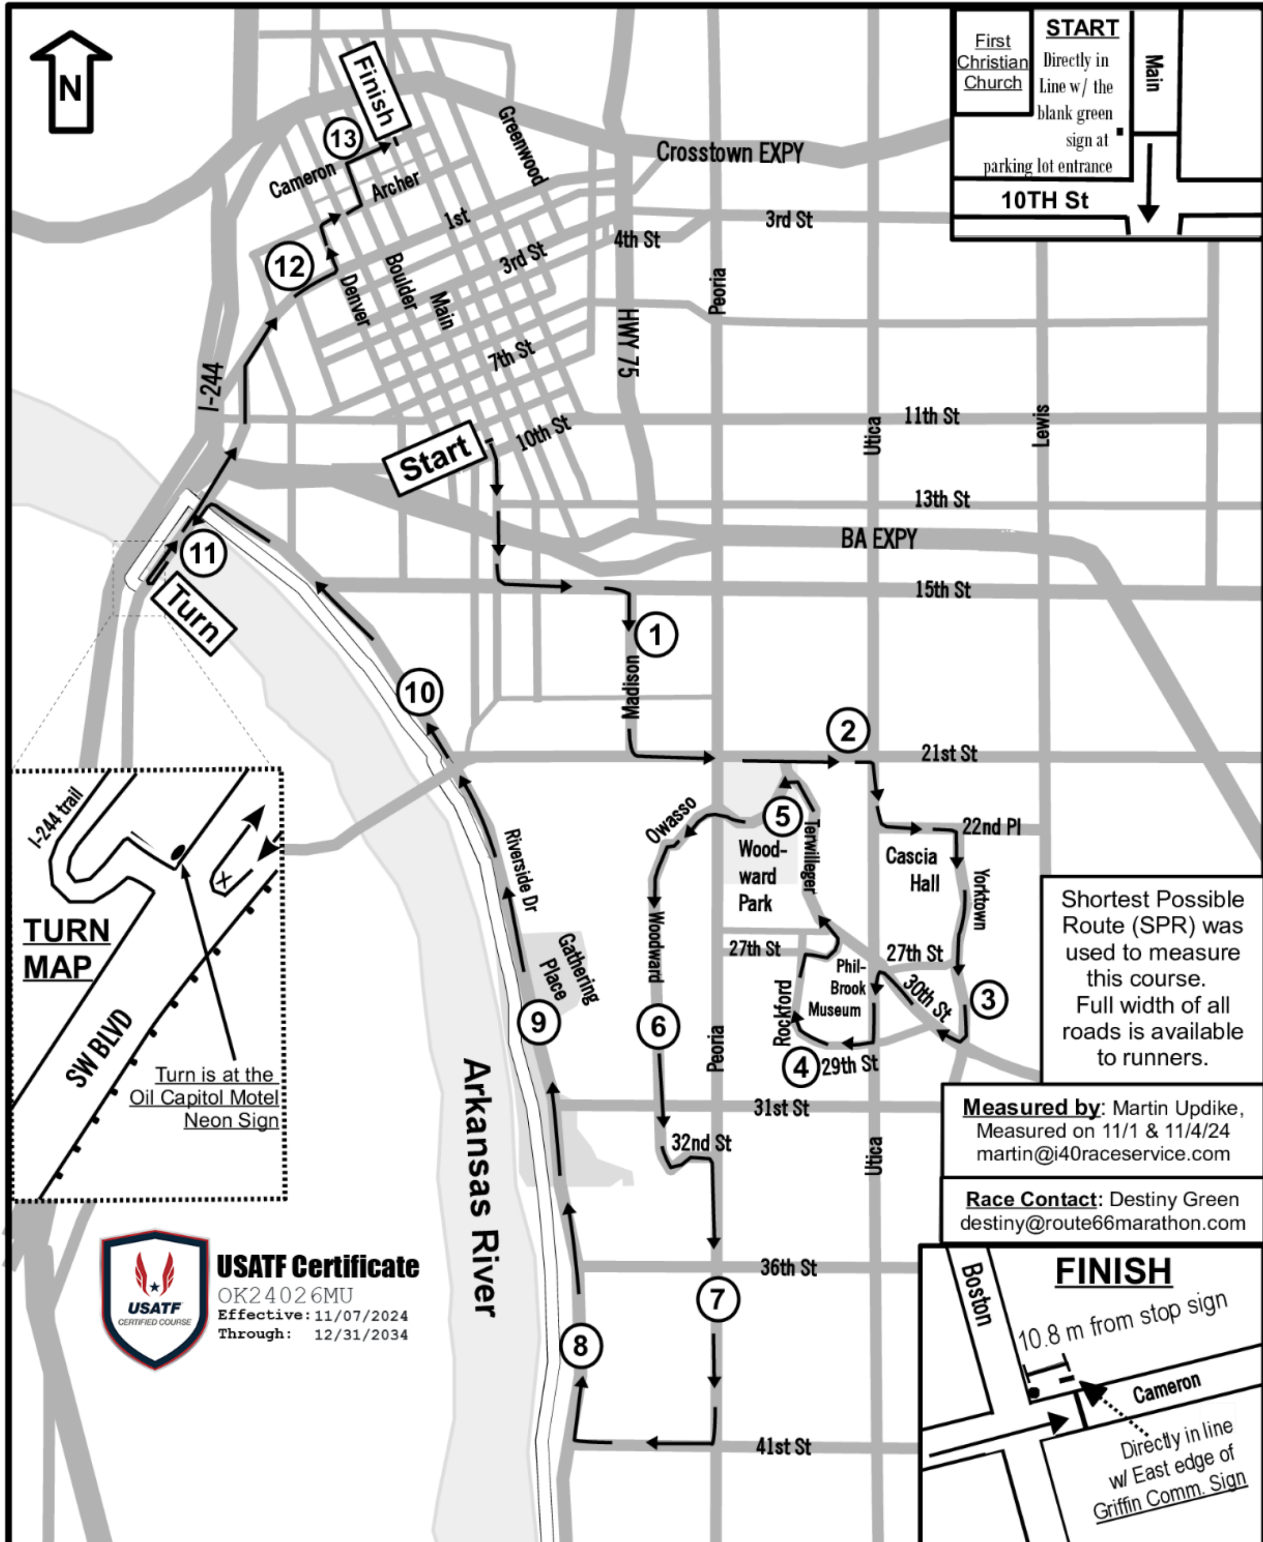 N
Finish
13
Cameron
Archer
Greenwood
Crosstown EXPY
1st
3rd St
3rd St
4th St
12
Denver
Boulder
Main
Peoria
HWY 75
7th St
I-244
11th St
Utica
Lewis
10th St
Start
13th St
BA EXPY
11
Turn
15th St
1
Madison
10
2
21st St
5
Owasso
Terwilleger
22nd Pl
Wood-
ward
Park
Cascia
Hall
Yorktown
Riverside Dr
Woodward
27th St
27th St
Phil-
Brook
Museum
30th St
3
Gathering
Place
Rockford
9
6
Peoria
4
29th St
31st St
32nd St
Utica
Arkansas River
36th St
7
8
41st St
First
Christian
Church
START
Directly in
Line w/ the
blank green
sign at
parking lot entrance
Main
10TH St
I-244 trail
TURN
MAP
SW BLVD
X
Turn is at the
Oil Capitol Motel
Neon Sign
Shortest Possible
Route (SPR) was
used to measure
this course.
Full width of all
roads is available
to runners.
Measured by: Martin Updike,
Measured on 11/1 & 11/4/24
martin@i40raceservice.com
Race Contact: Destiny Green
destiny@route66marathon.com
USATF
CERTIFIED COURSE
USATF Certificate
OK24026MU
Effective: 11/07/2024
Through: 12/31/2034
FINISH
Boston
10.8 m from stop sign
Cameron
Directly in line
w/ East edge of
Griffin Comm. Sign